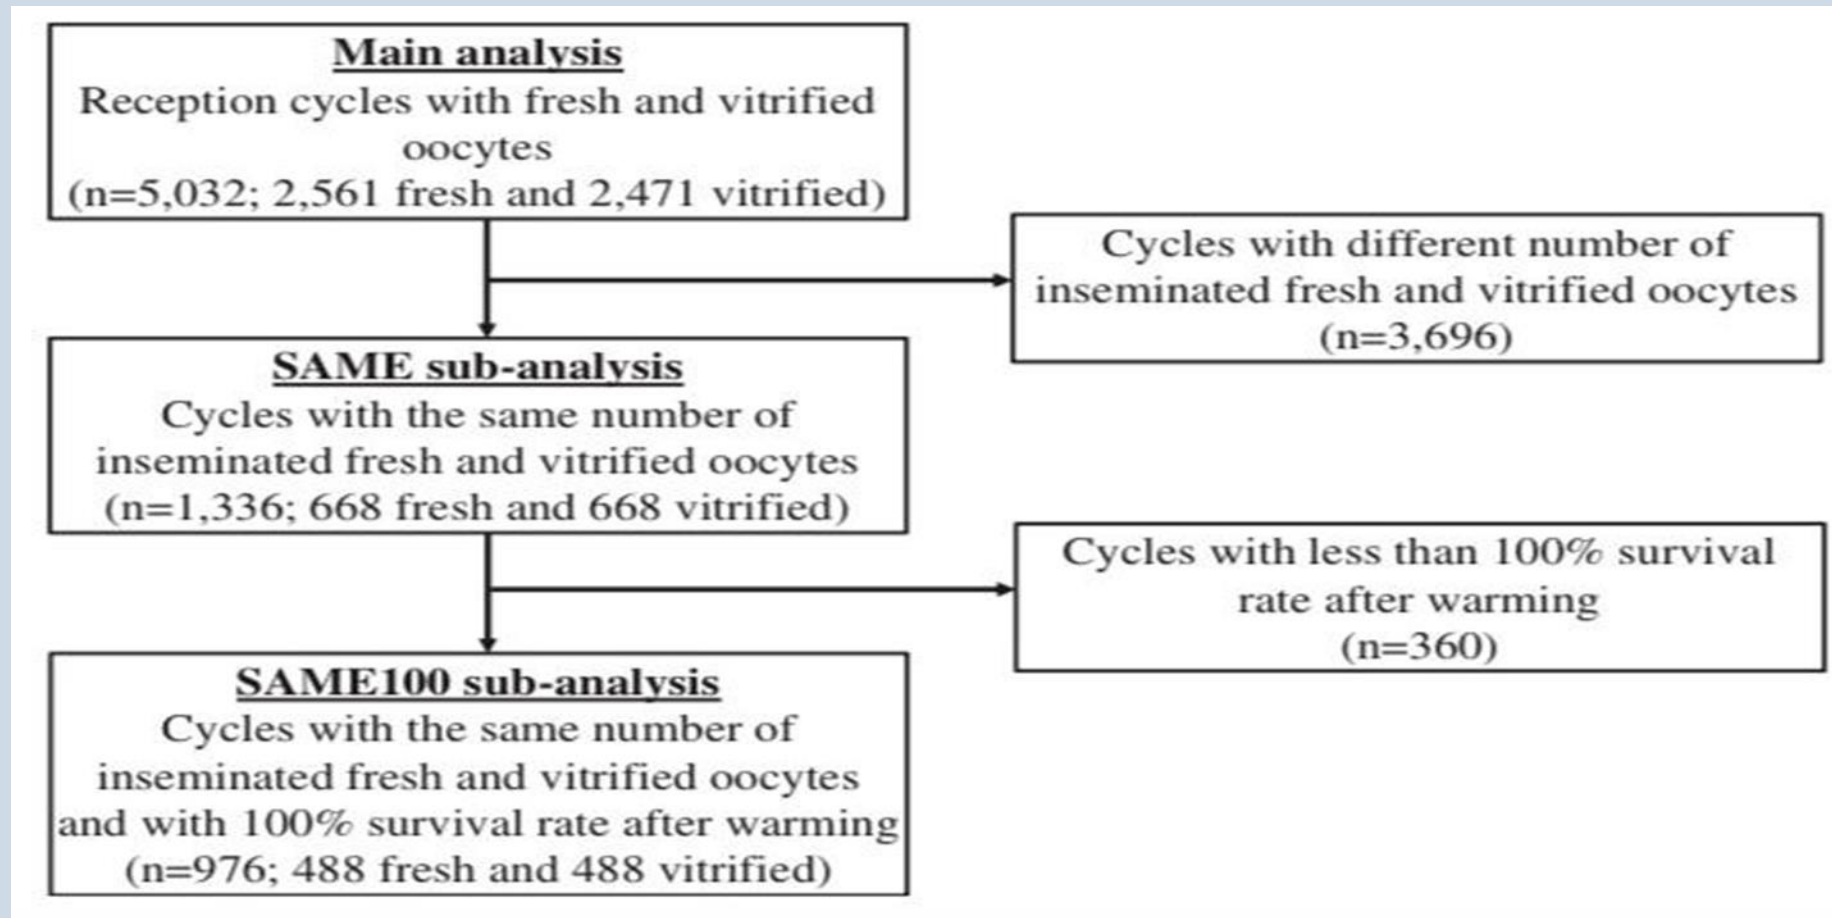 Main analysis
Reception cycles with fresh and vitrified
oocytes
(n=5,032; 2,561 fresh and 2,471 vitrified)
Cycles with different number of
inseminated fresh and vitrified oocytes
(n=3,696)
SAME sub-analysis
Cycles with the same number of
inseminated fresh and vitrified oocytes
(n=1,336; 668 fresh and 668 vitrified)
Cycles with less than 100% survival
rate after warming
(n=360)
SAME100 sub-analysis
Cycles with the same number of
inseminated fresh and vitrified oocytes
and with 100% survival rate after warming
(n=976; 488 fresh and 488 vitrified)